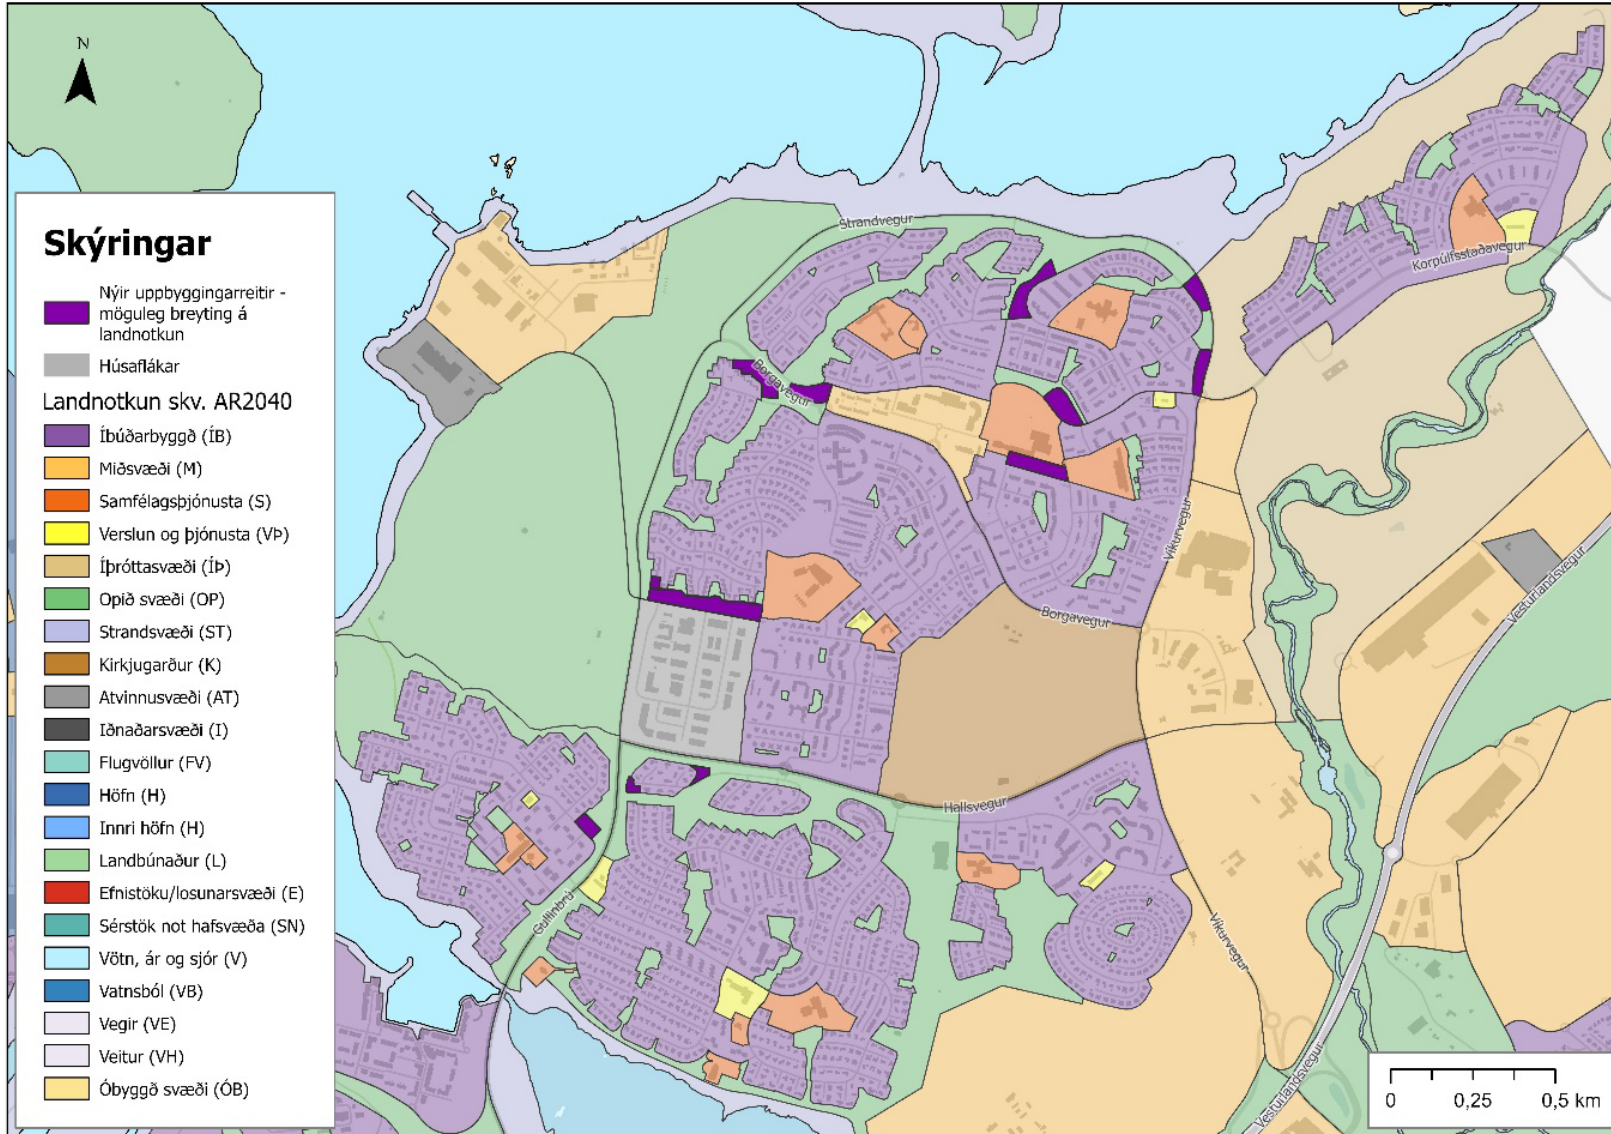 N
Skýringar
Nýir uppbyggingarreitir -
möguleg breyting á
landnotkun
Húsaflákar
Landnotkun skv. AR2040
Íbúðarbyggð (ÍB)
Miðsvæði (M)
Samfélagsþjónusta (S)
Verslun og þjónusta (VÞ)
Íþróttasvæði (ÍÞ)
Opið svæði (OP)
Strandsvæði (ST)
Kirkjugarður (K)
Atvinnusvæði (AT)
Iðnaðarsvæði (I)
Flugvöllur (FV)
Höfn (H)
Innri höfn (H)
Landbúnaður (L)
Efnistöku/losunarsvæði (E)
Sérstök not hafsvæða (SN)
Vötn, ár og sjór (V)
Vatnsból (VB)
Vegir (VE)
Veitur (VH)
Óbyggð svæði (ÓB)
Strandvegur
Korpúlfsstaðavegur
Borgavegur
Víkurvegur
Vesturlandsvegur
Borgavegur
Hallsvegur
Gullinbrú
Víkurvegur
Vesturlandsvegur
0 0,25 0,5 km